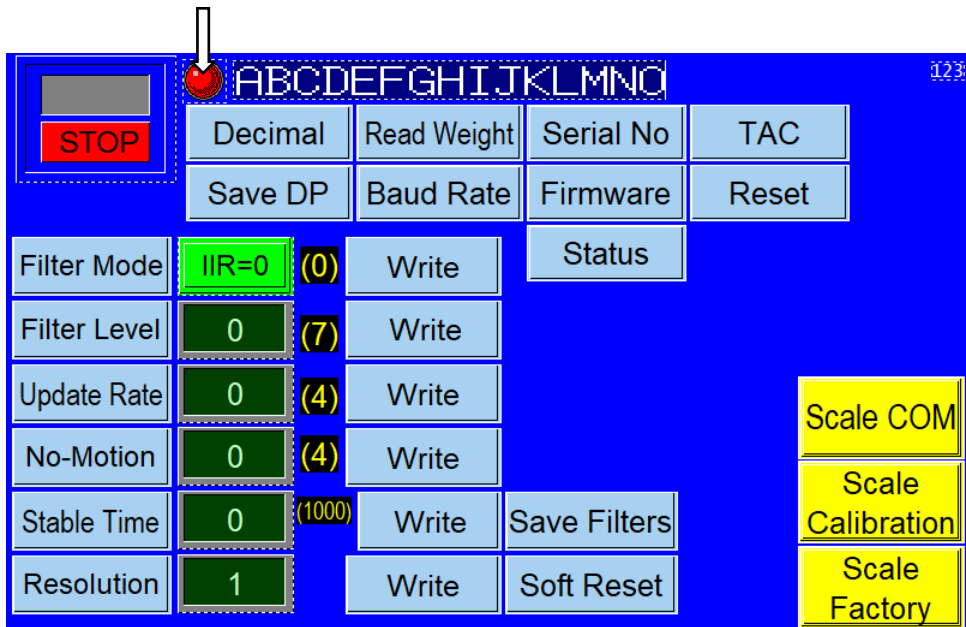 ABCDEFGHIJKLMNO
123
STOP
Decimal Read Weight Serial No TAC
Save DP Baud Rate Firmware Reset
Status
Filter Mode IIR=0 (0) Write
Filter Level 0 (7) Write
Update Rate 0 (4) Write
Scale COM
No-Motion 0 (4) Write
Scale
Calibration
Stable Time 0 (1000) Write Save Filters
Resolution 1 Write Soft Reset
Scale
Factory